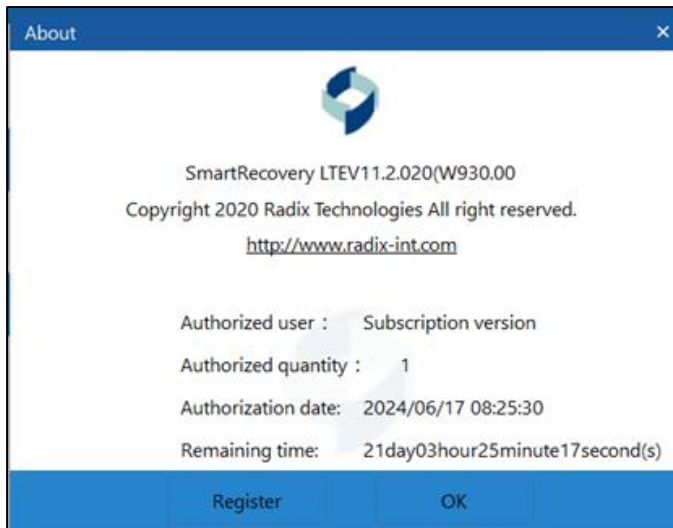 About ×
SmartRecovery LTEV11.2.020(W930.00
Copyright 2020 Radix Technologies All right reserved.
http://www.radix-int.com
Authorized user : Subscription version
Authorized quantity : 1
Authorization date: 2024/06/17 08:25:30
Remaining time: 21day03hour25minute17second(s)
Register OK